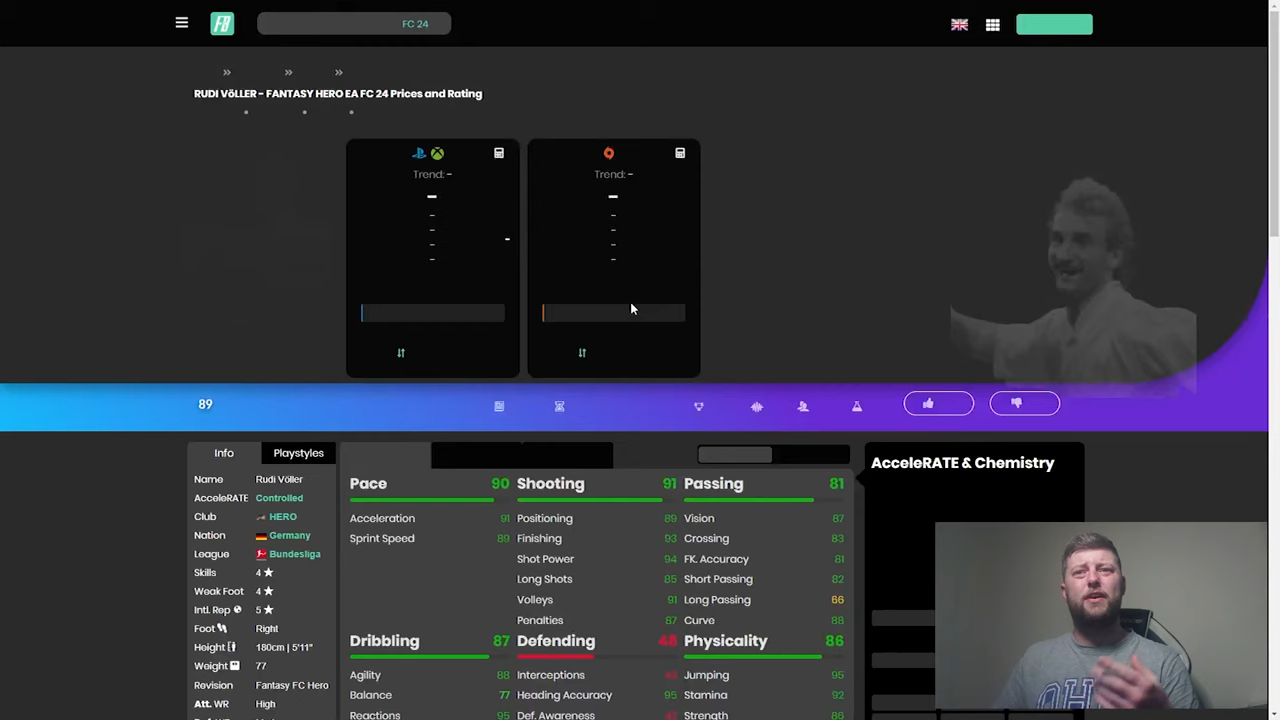 FB
FC 24
RUDI VöLLER - FANTASY HERO EA FC 24 Prices and Rating
Trend: -
Trend: -
89
Info
Playstyles
Name Rudi Völler
AcceleRATE Controlled
Club HERO
Nation Germany
League Bundesliga
Skills 4
Weak Foot 4
Intl. Rep 5
Foot Right
Height 180cm | 5'11"
Weight 77
Revision Fantasy FC Hero
Att. WR High
Pace 90
Acceleration 91
Sprint Speed 89
Shooting 91
Positioning 89
Finishing 93
Shot Power 94
Long Shots 85
Volleys 91
Penalties 87
Passing 81
Vision 87
Crossing 83
FK. Accuracy 81
Short Passing 82
Long Passing 66
Curve 88
Dribbling 87
Agility 88
Balance 77
Reactions 95
Defending 48
Interceptions
Heading Accuracy 95
Def. Awareness
Physicality 86
Jumping 95
Stamina 92
Strength 86
AcceleRATE & Chemistry